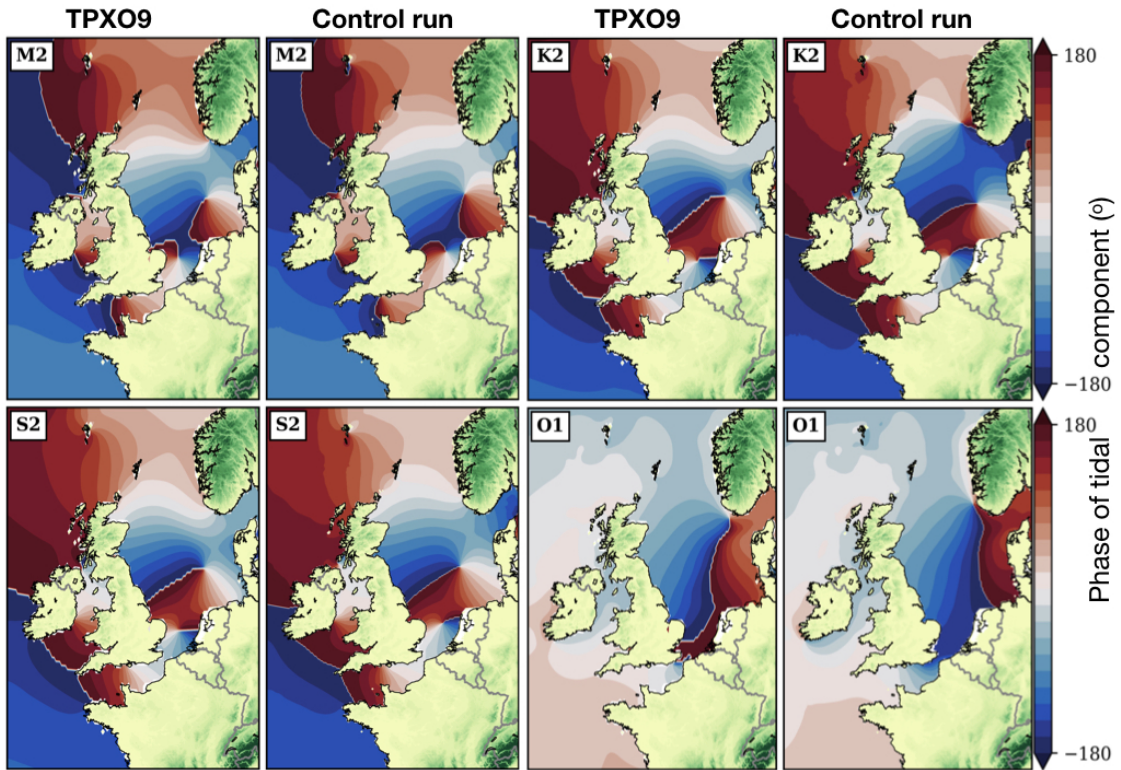 TPXO9 Control run TPXO9 Control run
M2 M2 K2 K2
180
−180
component (º)
S2 S2 O1 O1
180
−180
Phase of tidal